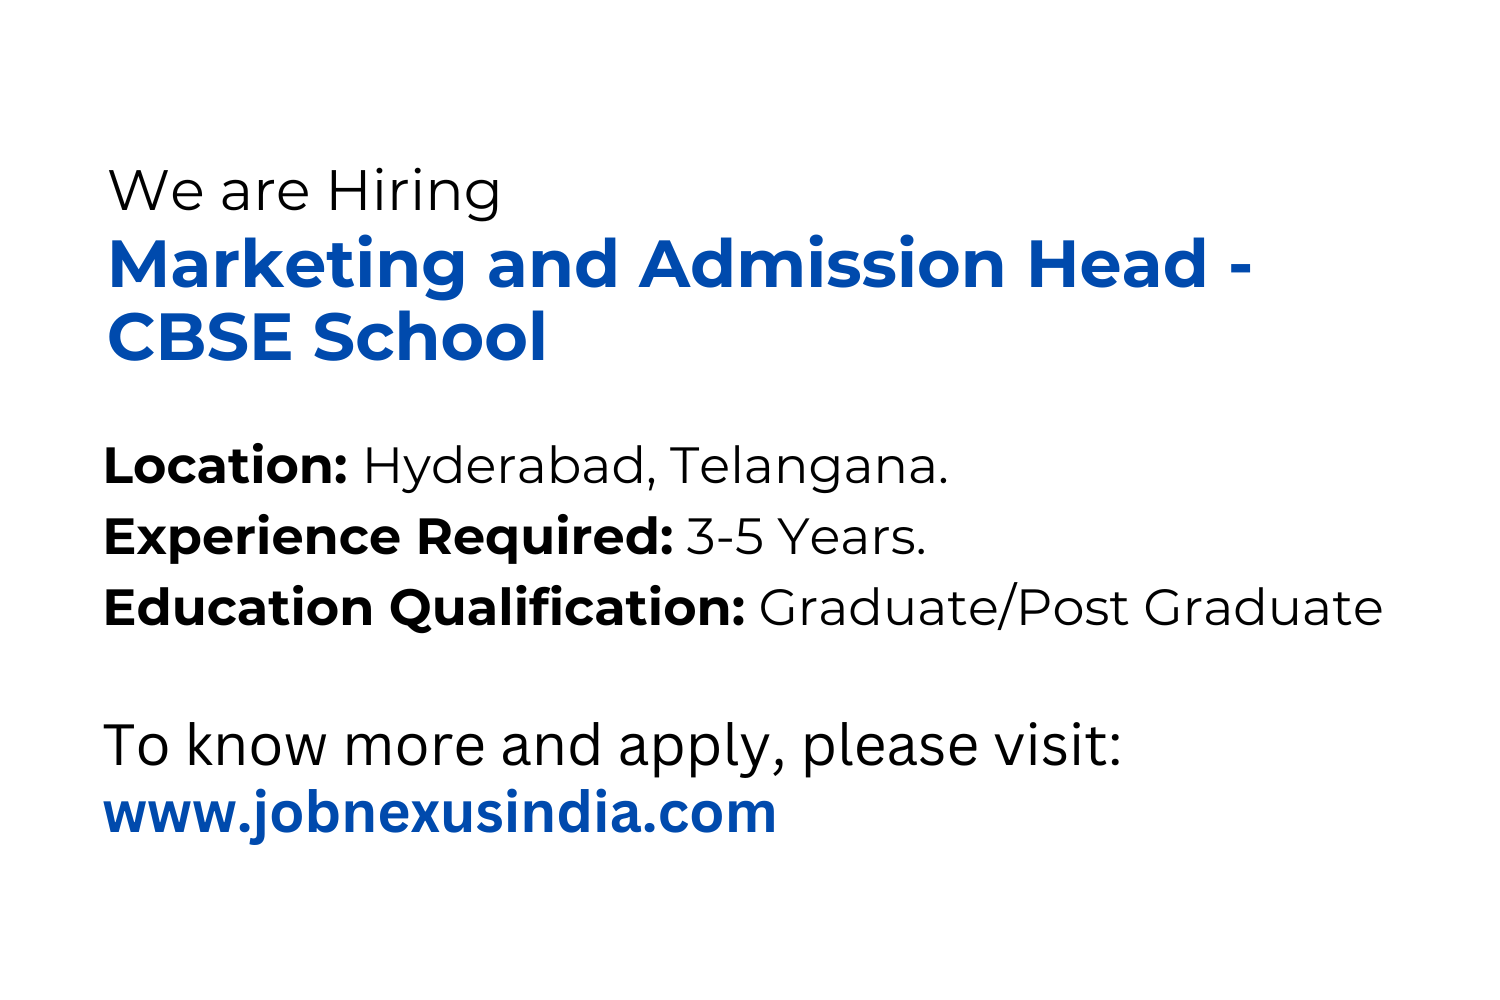 We are Hiring
Marketing and Admission Head -
CBSE School
Location: Hyderabad, Telangana.
Experience Required: 3-5 Years.
Education Qualification: Graduate/Post Graduate
To know more and apply, please visit:
www.jobnexusindia.com